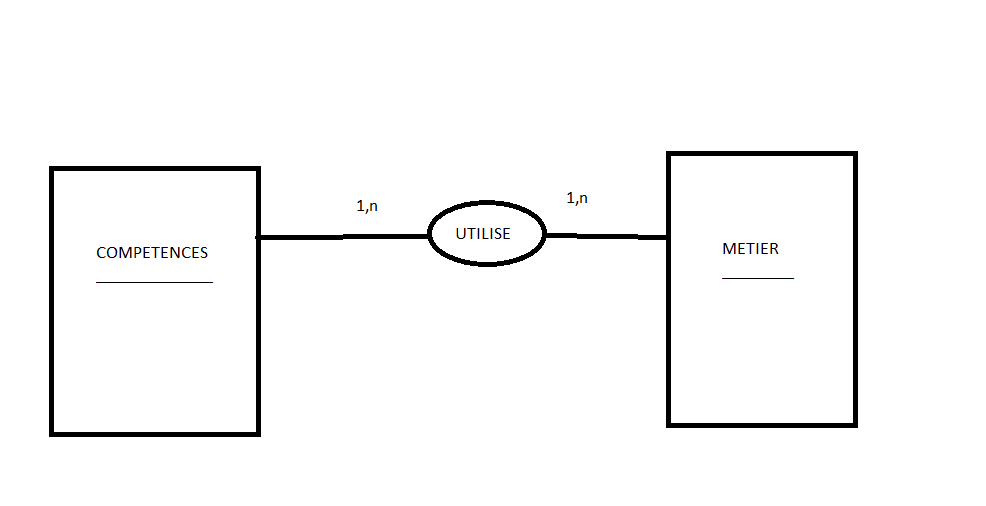 1,n
1,n
UTILISE
COMPETENCES
METIER